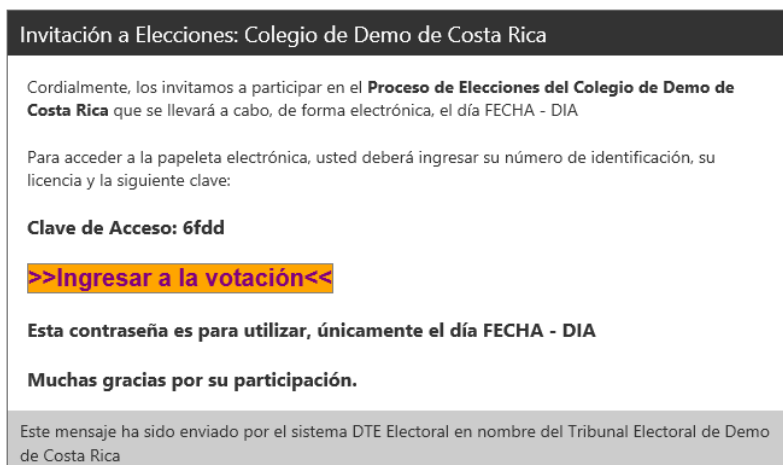 Invitación a Elecciones: Colegio de Demo de Costa Rica
Cordialmente, los invitamos a participar en el Proceso de Elecciones del Colegio de Demo de
Costa Rica que se llevará a cabo, de forma electrónica, el día FECHA - DIA
Para acceder a la papeleta electrónica, usted deberá ingresar su número de identificación, su
licencia y la siguiente clave:
Clave de Acceso: 6fdd
>>Ingresar a la votación<<
Esta contraseña es para utilizar, únicamente el día FECHA - DIA
Muchas gracias por su participación.
Este mensaje ha sido enviado por el sistema DTE Electoral en nombre del Tribunal Electoral de Demo
de Costa Rica